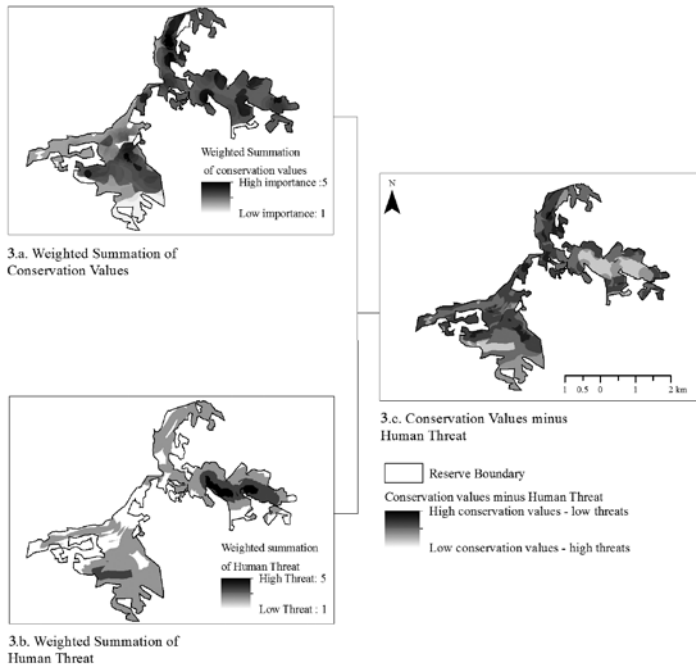 Weighted Summation
of conservation values
High importance :5
Low importance: 1
3.a. Weighted Summation of
Conservation Values
N
1 0.5 0 1 2 km
3.c. Conservation Values minus
Human Threat
Reserve Boundary
Conservation values minus Human Threat
High conservation values - low threats
Low conservation values - high threats
Weighted summation
of Human Threat
High Threat: 5
Low Threat : 1
3.b. Weighted Summation of
Human Threat